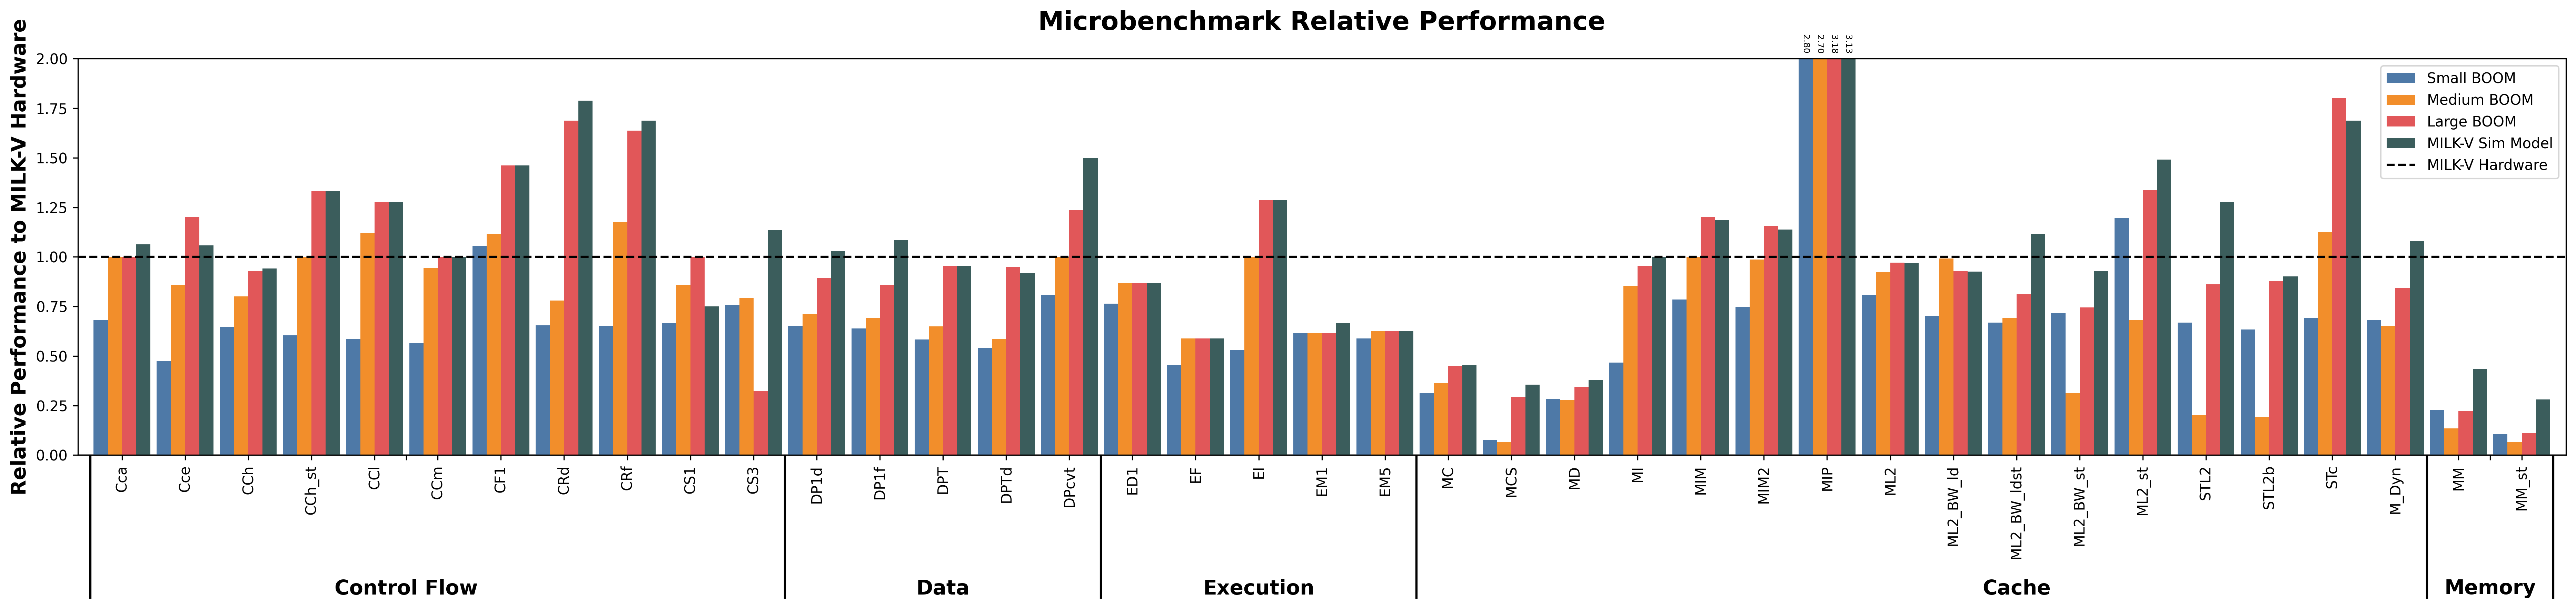 Microbenchmark Relative Performance
Relative Performance to MILK-V Hardware
2.00
1.75
1.50
1.25
1.00
0.75
0.50
0.25
0.00
2.80
2.70
3.18
3.13
Small BOOM
Medium BOOM
Large BOOM
MILK-V Sim Model
MILK-V Hardware
Cca
Cce
CCh
CCh_st
CCl
CCm
CF1
CRd
CRf
CS1
CS3
DP1d
DP1f
DPT
DPTd
DPcvt
ED1
EF
EI
EM1
EM5
MC
MCS
MD
MI
MIM
MIM2
MIP
ML2
ML2_BW_ld
ML2_BW_ldst
ML2_BW_st
ML2_st
STL2
STL2b
STc
M_Dyn
MM
MM_st
Control Flow
Data
Execution
Cache
Memory